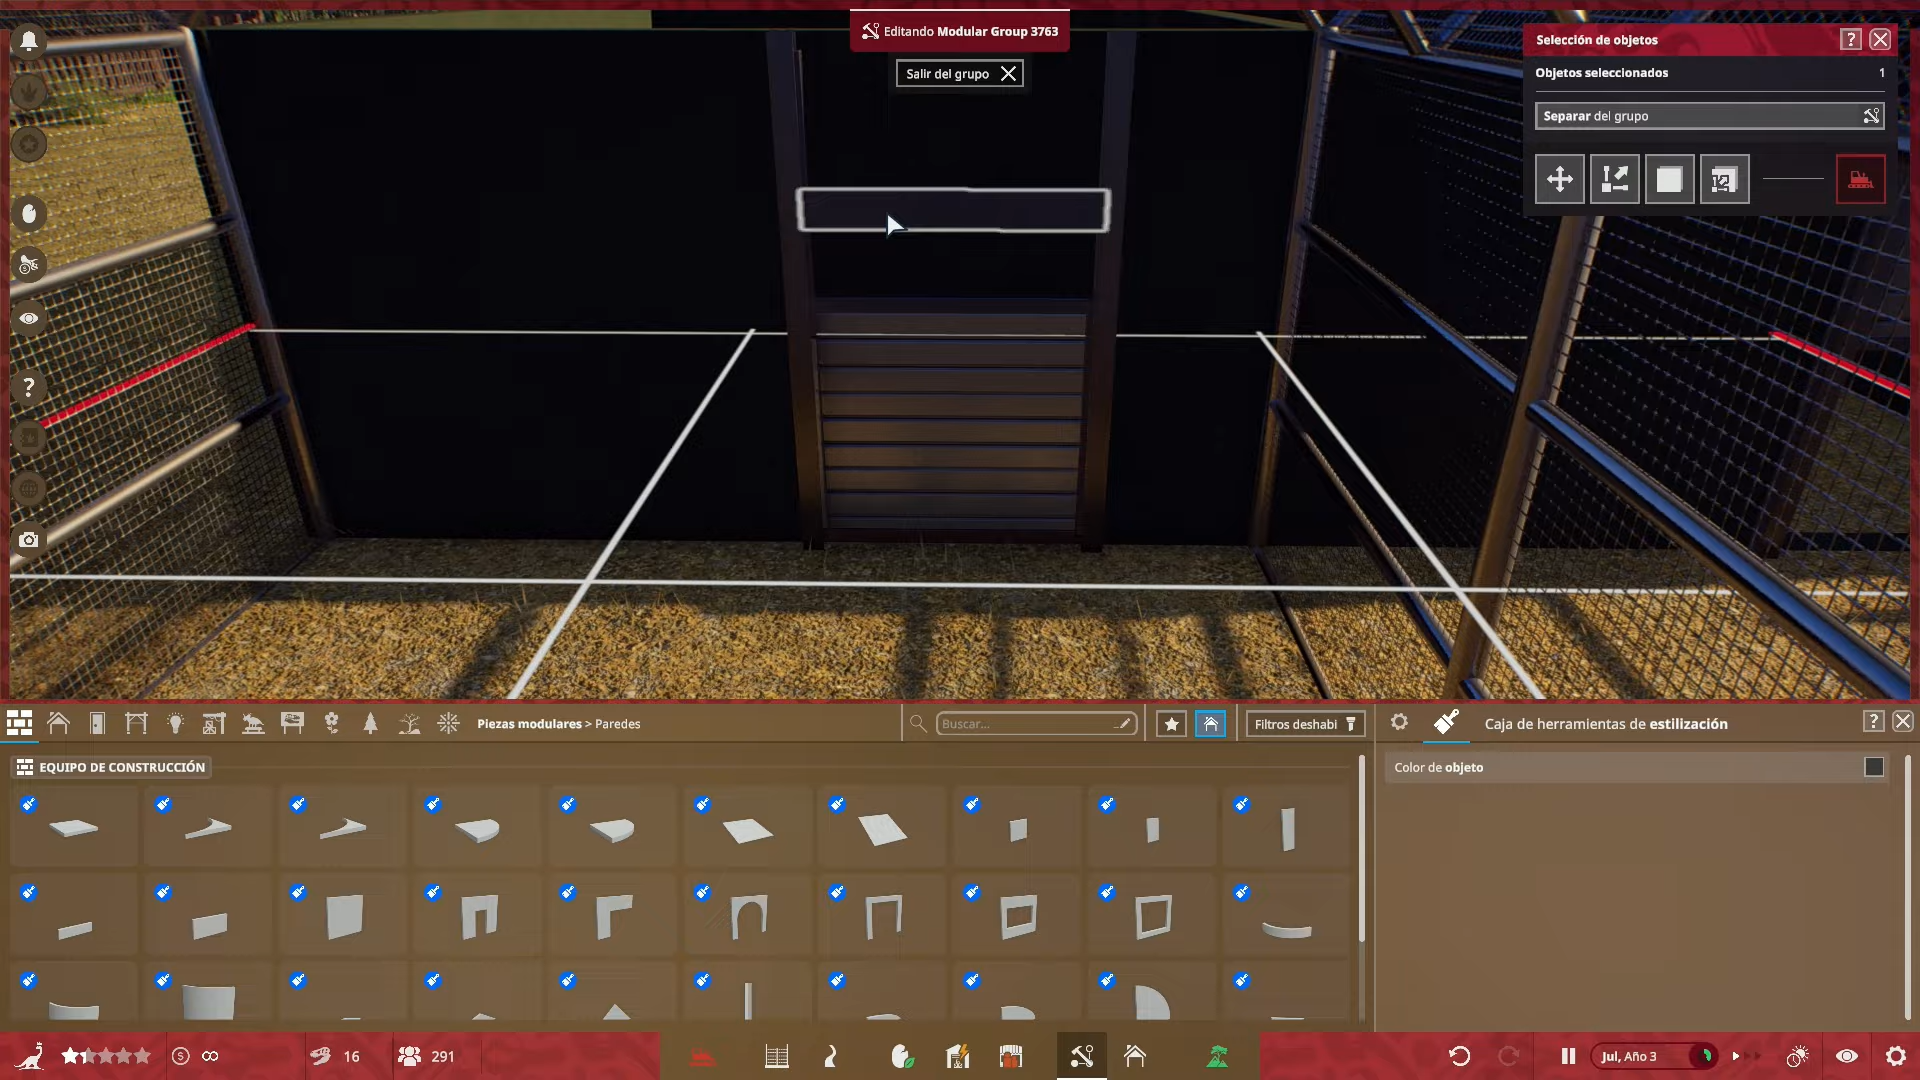 Editando Modular Group 3763
Salir del grupo
Selección de objetos
?
Objetos seleccionados 1
Separar del grupo
?
Piezas modulares > Paredes
Buscar...
Filtros deshabi
Caja de herramientas de estilización
?
EQUIPO DE CONSTRUCCIÓN
Color de objeto
$ ∞
16
291
Jul, Año 3